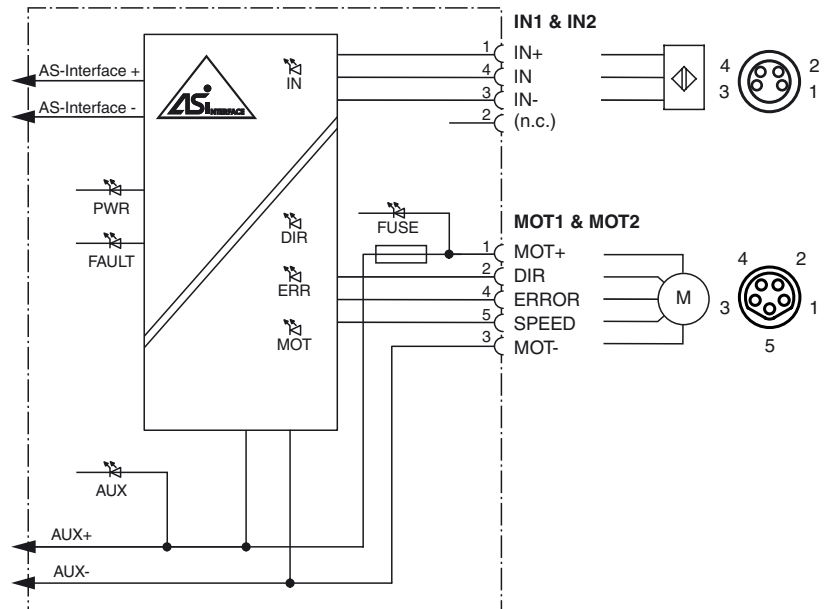 IN1 & IN2
1 IN+
4 IN
3 IN-
2 (n.c.)
4 2
3 1
AS-Interface +
AS-Interface -
ASi INTERFACE
IN
PWR
FAULT
DIR
ERR
MOT
FUSE
MOT1 & MOT2
1 MOT+
2 DIR
4 ERROR
5 SPEED
3 MOT-
M
4 2
3 1
5
AUX
AUX+
AUX-